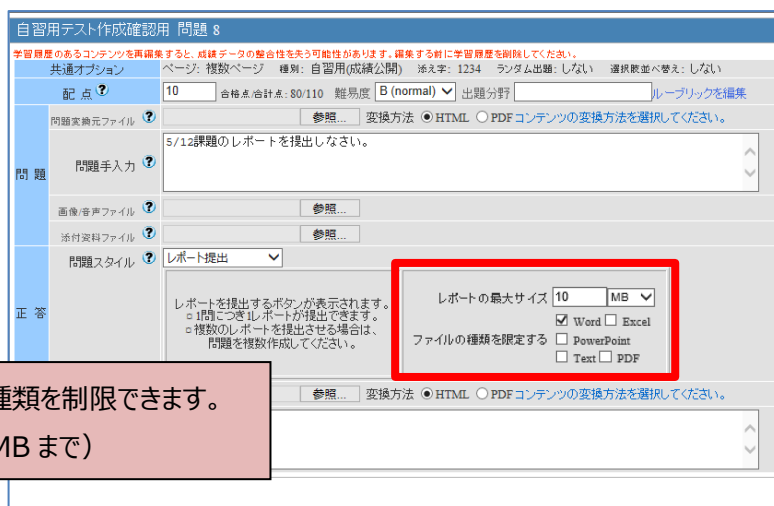 自習用テスト作成確認用 問題 8
学習履歴のあるコンテンツを再編集すると、成績データの整合性を失う可能性があります。編集する前に学習履歴を削除してください。
共通オプション ページ: 複数ページ 種別: 自習用(成績公開) 添え字: 1234 ランダム出題: しない 選択肢並べ替え: しない
配 点 ? 10 合格点/合計点: 80/110 難易度 B (normal) 出題分野 ルーブリックを編集
問題変換元ファイル ? 参照... 変換方法 HTML PDF コンテンツの変換方法を選択してください。
問 題
問題手入力 ? 5/12課題のレポートを提出しなさい。
画像/音声ファイル ? 参照...
添付資料ファイル ? 参照...
正 答
問題スタイル ? レポート提出
レポートを提出するボタンが表示されます。
1問につき1レポートが提出できます。
複数のレポートを提出させる場合は、
問題を複数作成してください。
レポートの最大サイズ 10 MB
ファイルの種類を限定する Word Excel
PowerPoint
Text PDF
参照... 変換方法 HTML PDF コンテンツの変換方法を選択してください。
種類を制限できます。
MB まで）